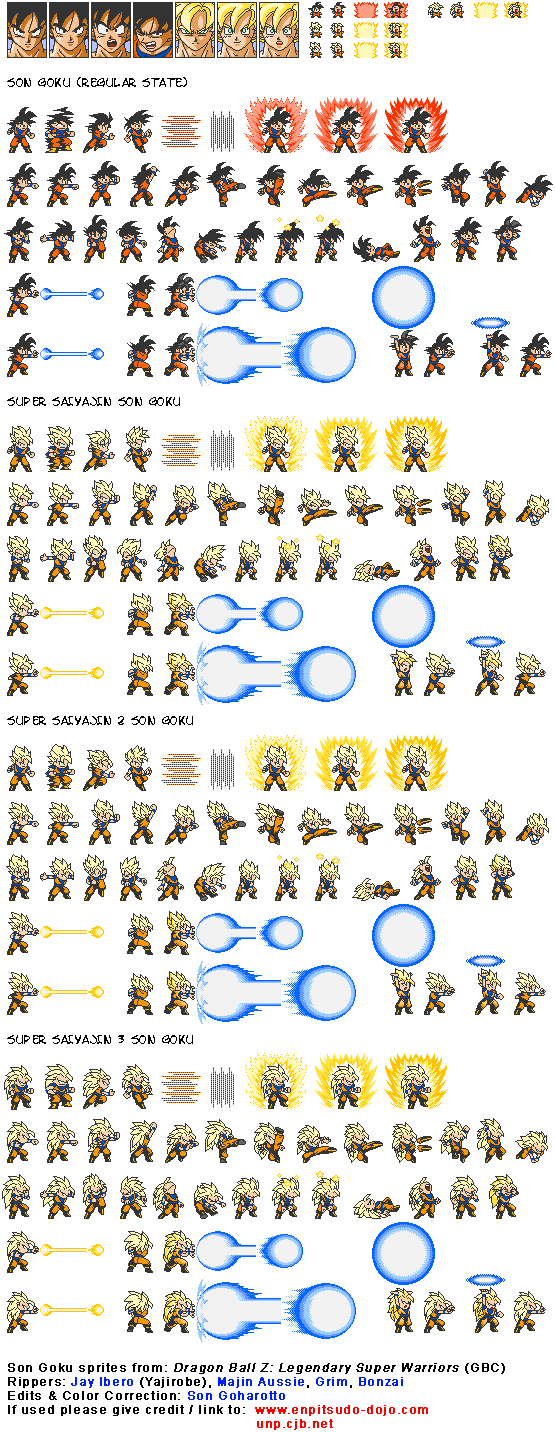 SON GOKU (REGULAR STATE)
SUPER SAIYAJIN SON GOKU
SUPER SAIYAJIN 2 SON GOKU
SUPER SAIYAJIN 3 SON GOKU
Son Goku sprites from: Dragon Ball Z: Legendary Super Warriors (GBC)
Rippers: Jay Ibero (Yajirobe), Majin Aussie, Grim, Bonzai
Edits & Color Correction: Son Goharotto
If used please give credit / link to: www.enpitsudo-dojo.com
unp.cjb.net